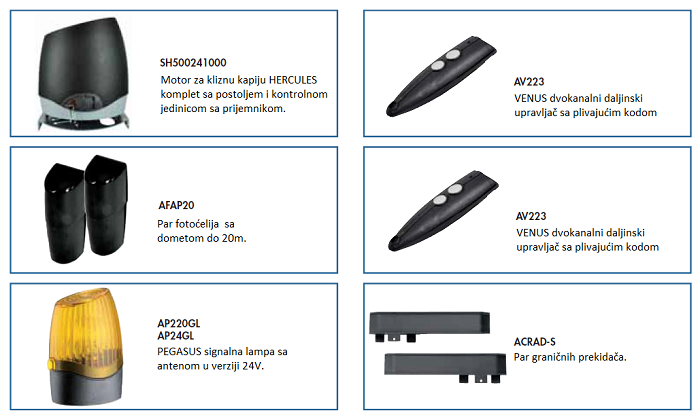 SH500241000
Motor za kliznu kapiju HERCULES
komplet sa postoljem i kontrolnom
jedinicom sa prijemnikom.
AV223
VENUS dvokanalni daljinski
upravljač sa plivajućim kodom
AFAP20
Par fotoćelija sa
dometom do 20m.
AV223
VENUS dvokanalni daljinski
upravljač sa plivajućim kodom
AP220GL
AP24GL
PEGASUS signalna lampa sa
antenom u verziji 24V.
ACRAD-S
Par graničnih prekidača.